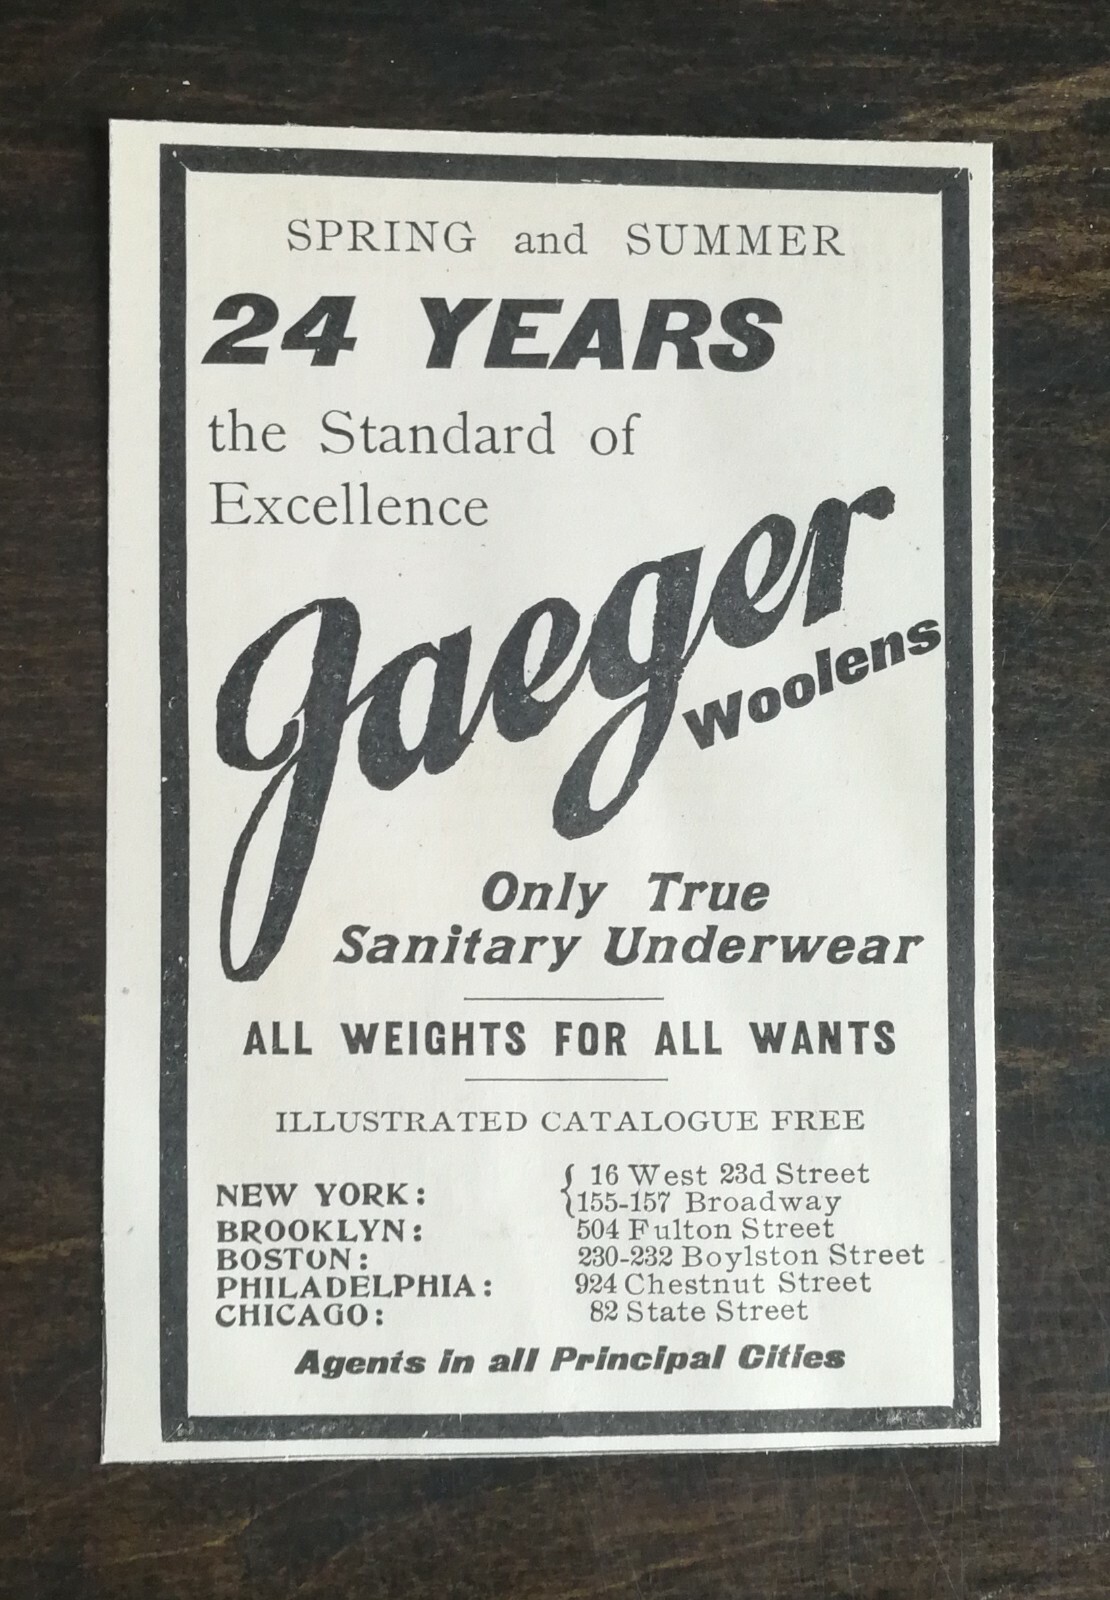 SPRING and SUMMER
24 YEARS
the Standard of
Excellence
Jaeger
Woolens
Only True
Sanitary Underwear
ALL WEIGHTS FOR ALL WANTS
ILLUSTRATED CATALOGUE FREE
NEW YORK: { 16 West 23d Street
155-157 Broadway
BROOKLYN: 504 Fulton Street
BOSTON: 230-232 Boylston Street
PHILADELPHIA: 924 Chestnut Street
CHICAGO: 82 State Street
Agents in all Principal Cities